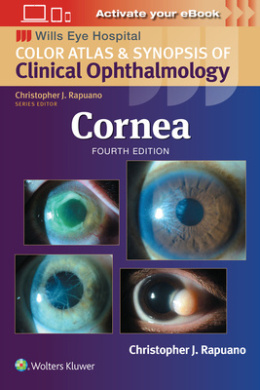 Activate your eBook
Wills Eye Hospital
COLOR ATLAS & SYNOPSIS OF
Clinical Ophthalmology
Christopher J. Rapuano
SERIES EDITOR
Cornea
FOURTH EDITION
Wolters Kluwer
Christopher J. Rapuano